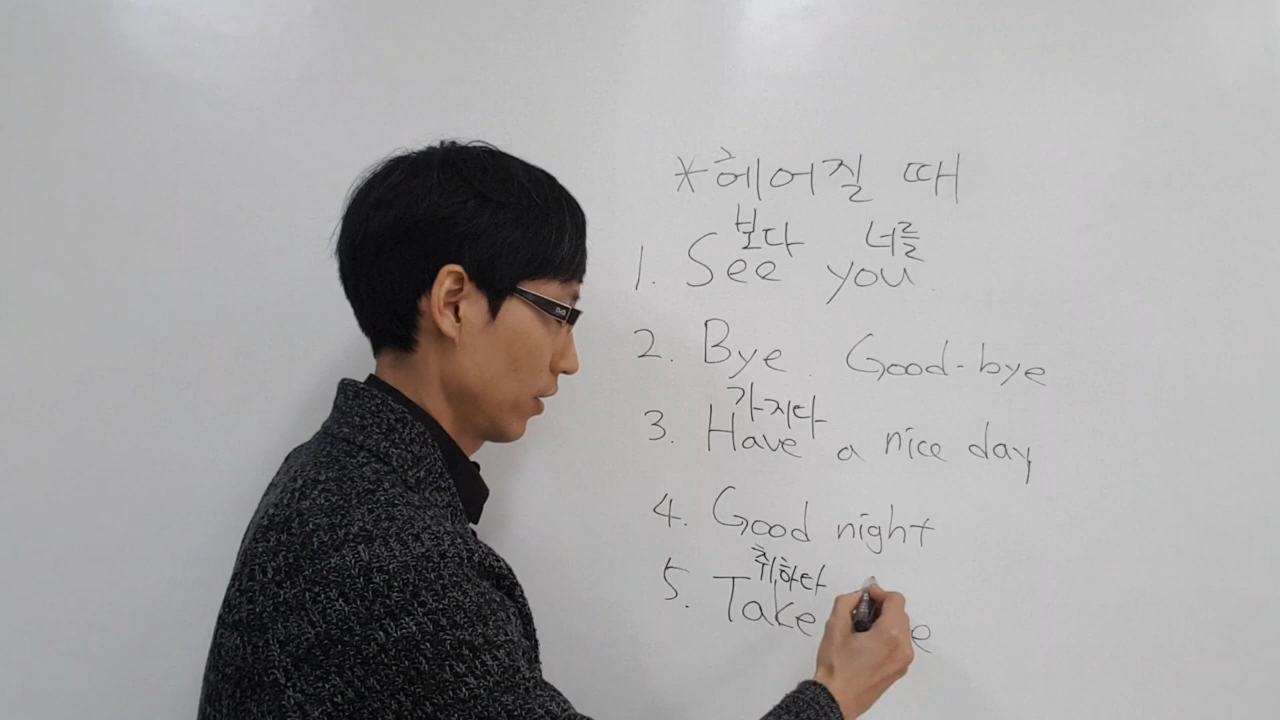 *헤어질 때
보다 너를
1. See you.
2. Bye. Good-bye
가지다
3. Have a nice day
4. Good night
취하다
5. Take